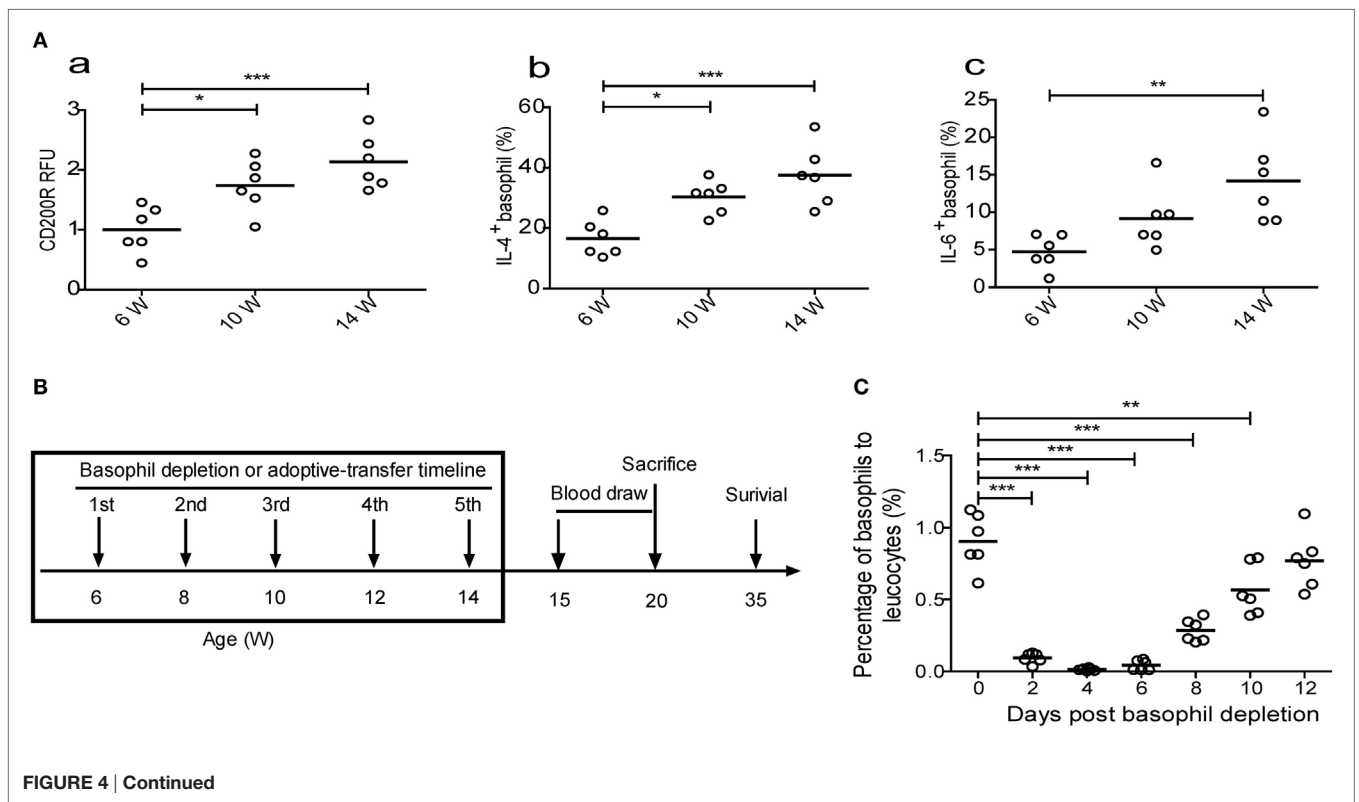 A
a
***
*
3
2
1
0
CD200R RFU
6 W
10 W
14 W
b
***
*
60
40
20
0
IL-4 + basophil (%)
6 W
10 W
14 W
c
**
25
20
15
10
5
0
IL-6 + basophil (%)
6 W
10 W
14 W
B
Basophil depletion or adoptive-transfer timeline
1st 2nd 3rd 4th 5th
Blood draw
Sacrifice
Surivial
6 8 10 12 14 15 20 35
Age (W)
C
**
***
***
***
***
1.5
1.0
0.5
0.0
Percentage of basophils to
leucocytes (%)
0 2 4 6 8 10 12
Days post basophil depletion
FIGURE 4 | Continued